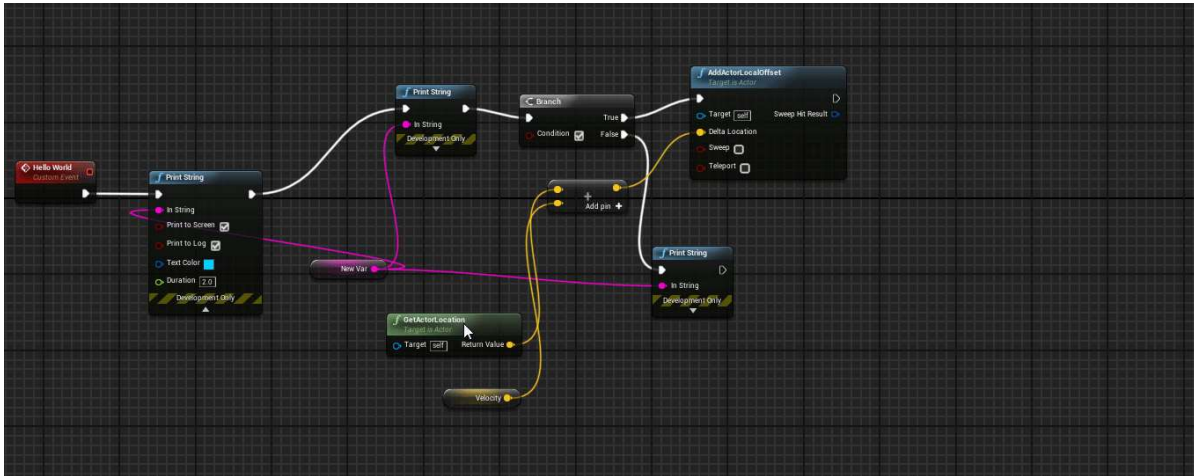 Hello World
Custom Event
Print String
In String
Print to Screen
Print to Log
Text Color
Duration 2.0
Development Only
New Var
Print String
In String
Development Only
Branch
True
Condition
False
AddActorLocalOffset
Target is Actor
Target self
Sweep Hit Result
Delta Location
Sweep
Teleport
+
Add pin +
Print String
In String
Development Only
GetActorLocation
Target is Actor
Target self
Return Value
Velocity